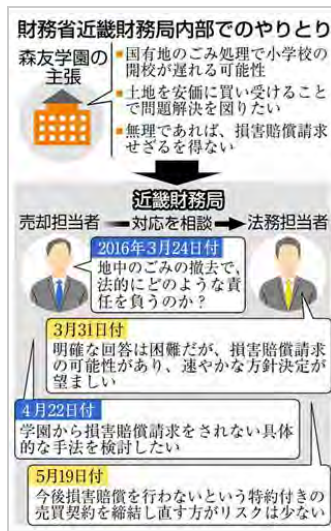 財務省近畿財務局内部でのやりとり
森友学園の
主張
■国有地のごみ処理で小学校の
開校が遅れる可能性
■土地を安価に買い受けること
で問題解決を図りたい
■無理であれば、損害賠償請求
せざるを得ない
近畿財務局
売却担当者
対応を相談
法務担当者
2016年3月24日付
地中のごみの撤去で、
法的にどのような責
任を負うのか？
3月31日付
明確な回答は困難だが、損害賠償請求
の可能性があり、速やかな方針決定が
望ましい
4月22日付
学園から損害賠償請求をされない具体
的な手法を検討したい
5月19日付
今後損害賠償を行わないという特約付きの
売買契約を締結し直す方がリスクは少ない